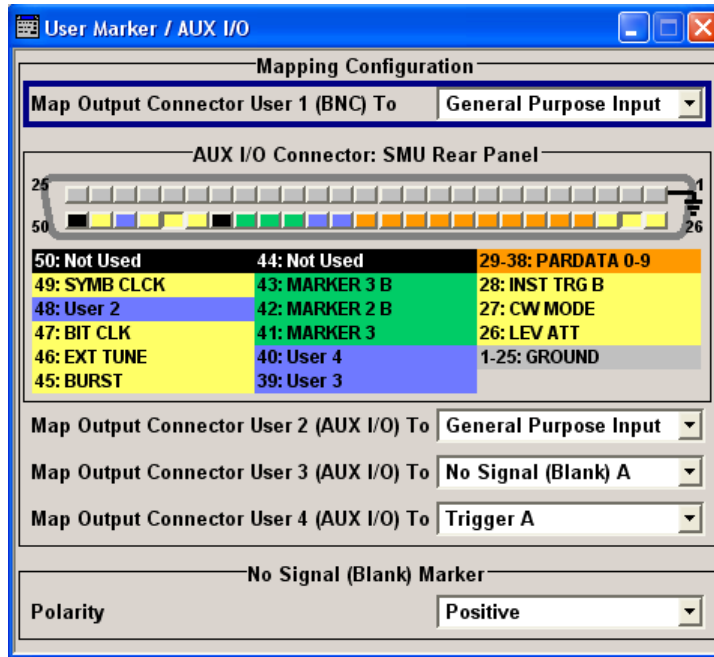 User Marker / AUX I/O
Mapping Configuration
Map Output Connector User 1 (BNC) To General Purpose Input
AUX I/O Connector: SMU Rear Panel
25 1
50 26
50: Not Used 44: Not Used 29-38: PARDATA 0-9
49: SYMB CLCK 43: MARKER 3 B 28: INST TRG B
48: User 2 42: MARKER 2 B 27: CW MODE
47: BIT CLK 41: MARKER 3 26: LEV ATT
46: EXT TUNE 40: User 4 1-25: GROUND
45: BURST 39: User 3
Map Output Connector User 2 (AUX I/O) To General Purpose Input
Map Output Connector User 3 (AUX I/O) To No Signal (Blank) A
Map Output Connector User 4 (AUX I/O) To Trigger A
No Signal (Blank) Marker
Polarity Positive